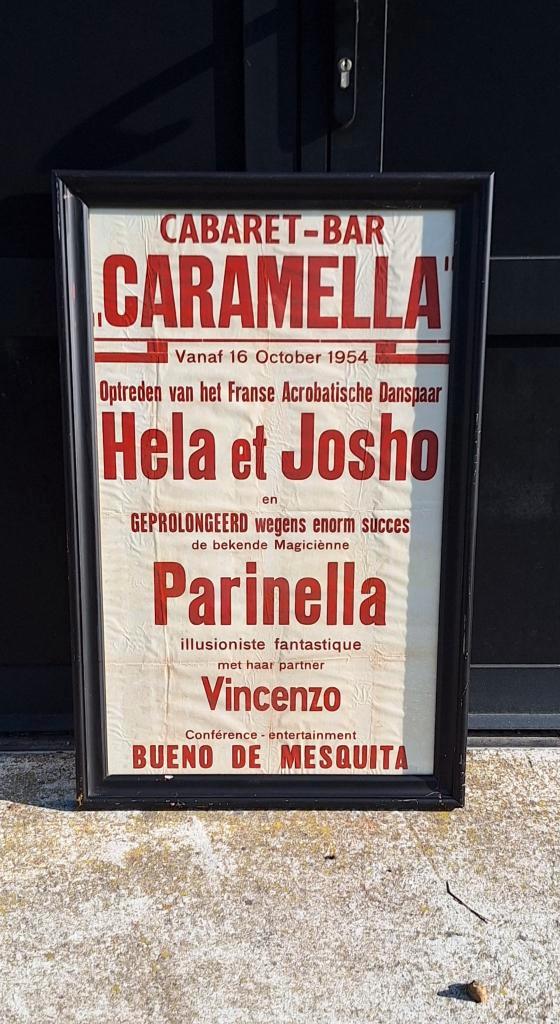 CABARET-BAR
„CARAMELLA"
Vanaf 16 October 1954
Optreden van het Franse Acrobatische Danspaar
Hela et Josho
en
GEPROLONGEERD wegens enorm succes
de bekende Magiciènne
Parinella
illusioniste fantastique
met haar partner
Vincenzo
Conférence - entertainment
BUENO DE MESQUITA